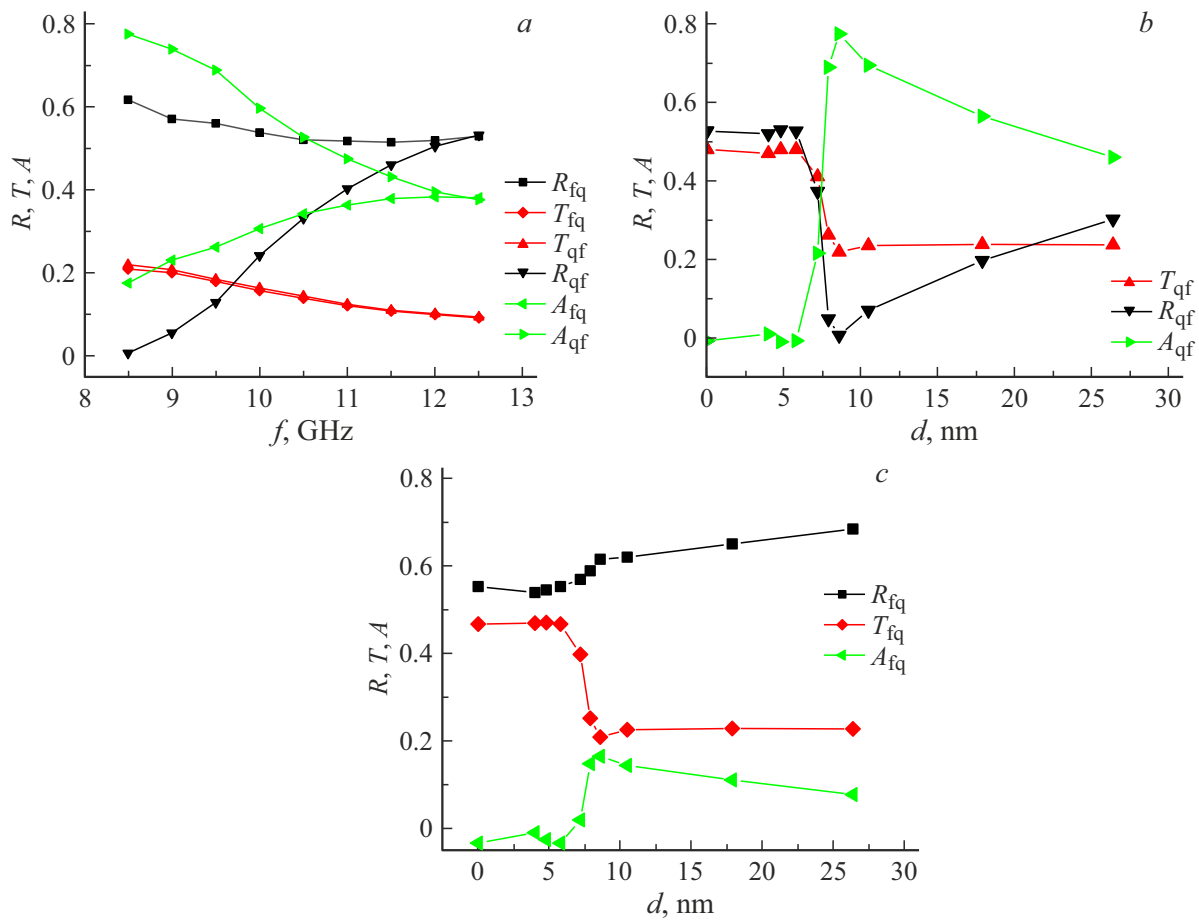 a
0.8
0.6
0.4
0.2
0
R, T, A
R_fq
T_fq
T_qf
R_qf
A_fq
A_qf
8 9 10 11 12 13
f, GHz
b
0.8
0.6
0.4
0.2
0
R, T, A
T_qf
R_qf
A_qf
0 5 10 15 20 25 30
d, nm
c
0.8
0.6
0.4
0.2
0
R, T, A
R_fq
T_fq
A_fq
0 5 10 15 20 25 30
d, nm